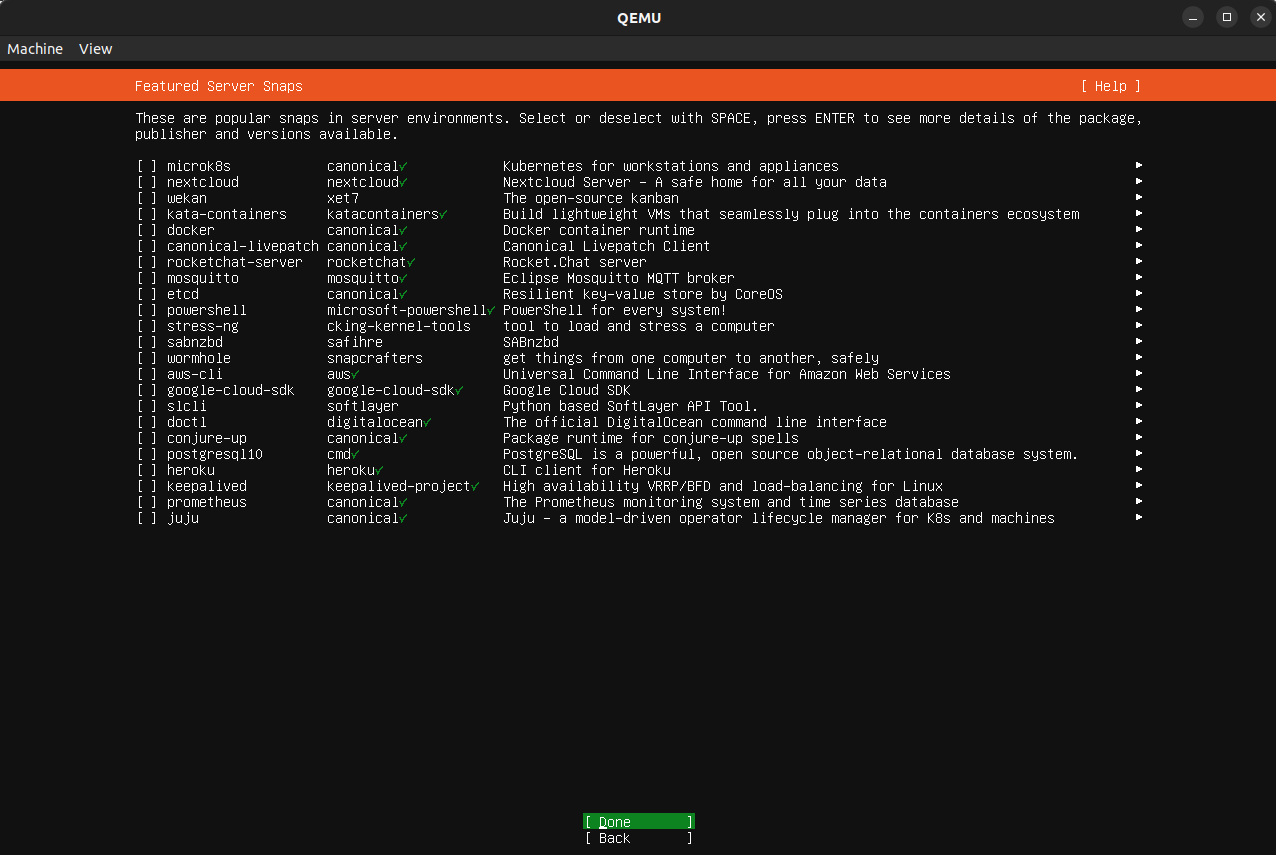 QEMU
Machine View
Featured Server Snaps [ Help ]
These are popular snaps in server environments. Select or deselect with SPACE, press ENTER to see more details of the package,
publisher and versions available.
[ ] microk8s canonical✓ Kubernetes for workstations and appliances ▸
[ ] nextcloud nextcloud✓ Nextcloud Server - A safe home for all your data ▸
[ ] wekan xet7 The open-source kanban ▸
[ ] kata-containers katacontainers✓ Build lightweight VMs that seamlessly plug into the containers ecosystem ▸
[ ] docker canonical✓ Docker container runtime ▸
[ ] canonical-livepatch canonical✓ Canonical Livepatch Client ▸
[ ] rocketchat-server rocketchat✓ Rocket.Chat server ▸
[ ] mosquitto mosquitto✓ Eclipse Mosquitto MQTT broker ▸
[ ] etcd canonical✓ Resilient key-value store by CoreOS ▸
[ ] powershell microsoft-powershell✓ PowerShell for every system! ▸
[ ] stress-ng cking-kernel-tools tool to load and stress a computer ▸
[ ] sabnzbd safihre SABnzbd ▸
[ ] wormhole snapcrafters get things from one computer to another, safely ▸
[ ] aws-cli aws✓ Universal Command Line Interface for Amazon Web Services ▸
[ ] google-cloud-sdk google-cloud-sdk✓ Google Cloud SDK ▸
[ ] slcli softlayer Python based SoftLayer API Tool. ▸
[ ] doctl digitalocean✓ The official DigitalOcean command line interface ▸
[ ] conjure-up canonical✓ Package runtime for conjure-up spells ▸
[ ] postgresql10 cmd✓ PostgreSQL is a powerful, open source object-relational database system. ▸
[ ] heroku heroku✓ CLI client for Heroku ▸
[ ] keepalived keepalived-project✓ High availability VRRP/BFD and load-balancing for Linux ▸
[ ] prometheus canonical✓ The Prometheus monitoring system and time series database ▸
[ ] juju canonical✓ Juju - a model-driven operator lifecycle manager for K8s and machines ▸
[ Done ]
[ Back ]